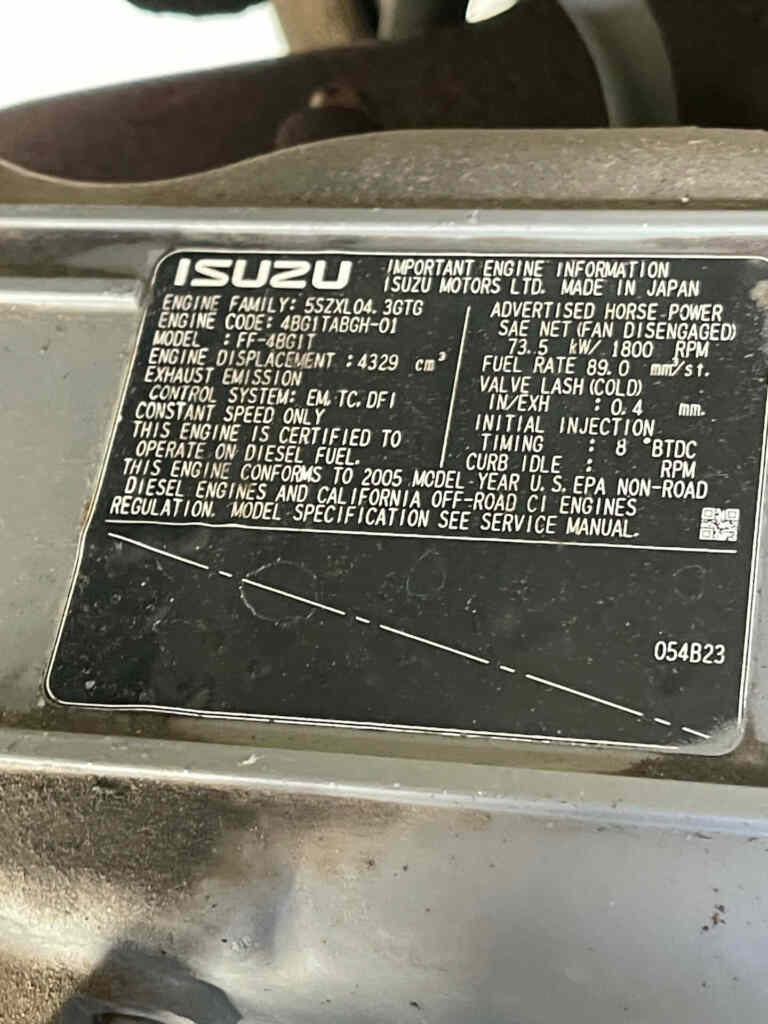 ISUZU
IMPORTANT ENGINE INFORMATION
ISUZU MOTORS LTD. MADE IN JAPAN
ENGINE FAMILY: 5SZXL04.3GTG
ENGINE CODE: 4BG1TABGH-01
MODEL : FF-4BG1T
ENGINE DISPLACEMENT : 4329 cm³
EXHAUST EMISSION
CONTROL SYSTEM: EM, TC, DFI
CONSTANT SPEED ONLY
THIS ENGINE IS CERTIFIED TO
OPERATE ON DIESEL FUEL.
ADVERTISED HORSE POWER
SAE NET (FAN DISENGAGED)
73.5 kW/ 1800 RPM
FUEL RATE 89.0 mm³/st.
VALVE LASH (COLD)
IN/EXH : 0.4 mm.
INITIAL INJECTION
TIMING : 8 °BTDC
CURB IDLE : RPM
THIS ENGINE CONFORMS TO 2005 MODEL YEAR U.S. EPA NON-ROAD
DIESEL ENGINES AND CALIFORNIA OFF-ROAD CI ENGINES
REGULATION. MODEL SPECIFICATION SEE SERVICE MANUAL.
054B23